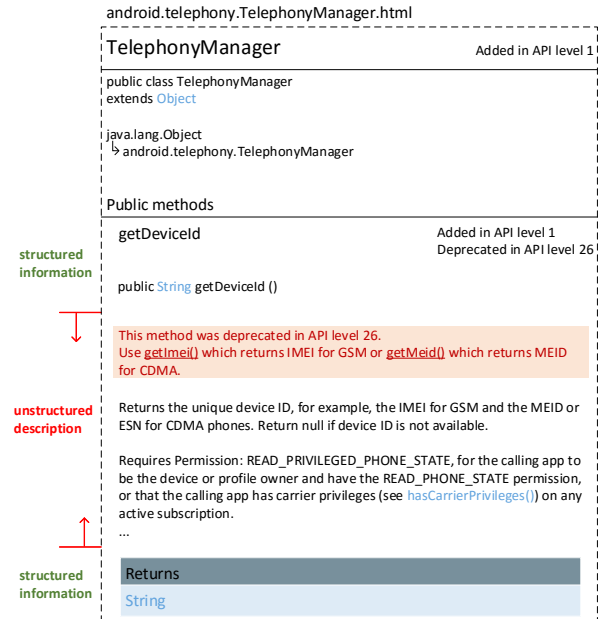 android.telephony.TelephonyManager.html
TelephonyManager
Added in API level 1
public class TelephonyManager
extends Object
java.lang.Object
android.telephony.TelephonyManager
Public methods
getDeviceId
Added in API level 1
Deprecated in API level 26
structured
information
public String getDeviceId ()
This method was deprecated in API level 26.
Use getImei() which returns IMEI for GSM or getMeid() which returns MEID
for CDMA.
unstructured
description
Returns the unique device ID, for example, the IMEI for GSM and the MEID or
ESN for CDMA phones. Return null if device ID is not available.
Requires Permission: READ_PRIVILEGED_PHONE_STATE, for the calling app to
be the device or profile owner and have the READ_PHONE_STATE permission,
or that the calling app has carrier privileges (see hasCarrierPrivileges()) on any
active subscription.
...
structured
information
Returns
String